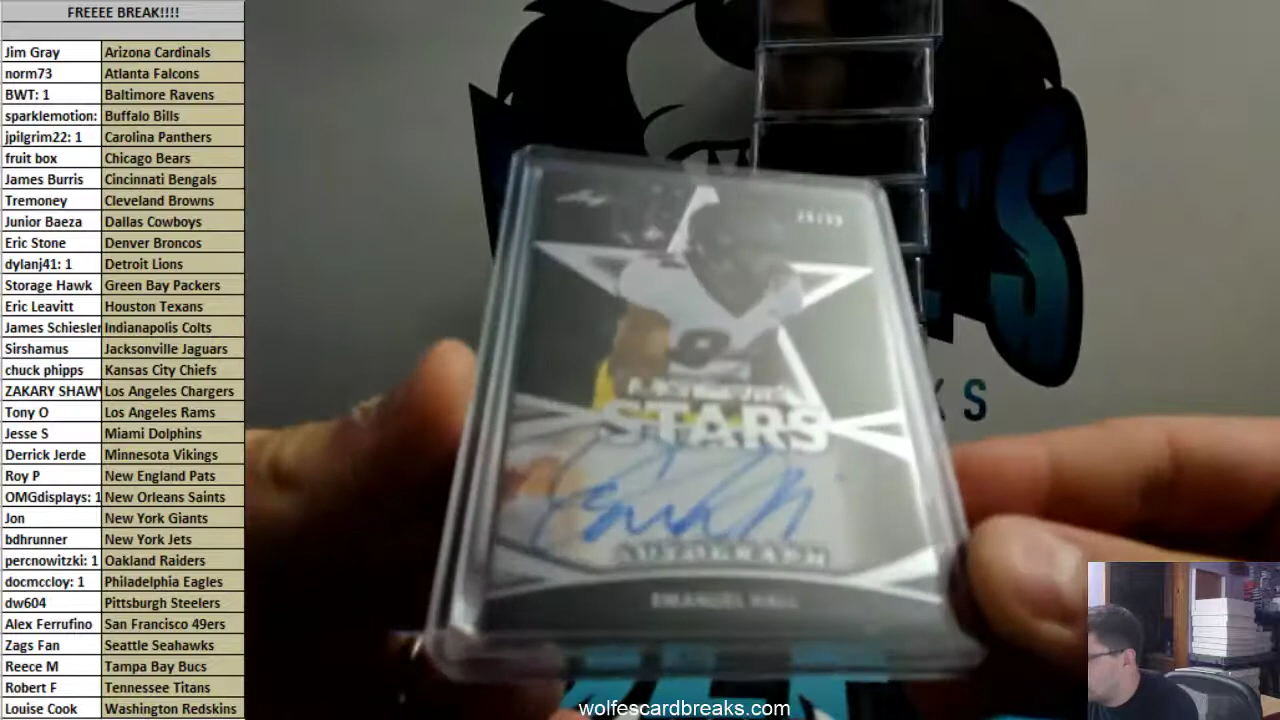 FREEEE BREAK!!!!
Jim Gray Arizona Cardinals
norm73 Atlanta Falcons
BWT: 1 Baltimore Ravens
sparklemotion: Buffalo Bills
jpilgrim22: 1 Carolina Panthers
fruit box Chicago Bears
James Burris Cincinnati Bengals
Tremoney Cleveland Browns
Junior Baeza Dallas Cowboys
Eric Stone Denver Broncos
dylanj41: 1 Detroit Lions
Storage Hawk Green Bay Packers
Eric Leavitt Houston Texans
James Schiesler Indianapolis Colts
Sirshamus Jacksonville Jaguars
chuck phipps Kansas City Chiefs
ZAKARY SHAW Los Angeles Chargers
Tony O Los Angeles Rams
Jesse S Miami Dolphins
Derrick Jerde Minnesota Vikings
Roy P New England Pats
OMGdisplays: 1 New Orleans Saints
Jon New York Giants
bdhrunner New York Jets
percnowitzki: 1 Oakland Raiders
docmccloy: 1 Philadelphia Eagles
dw604 Pittsburgh Steelers
Alex Ferrufino San Francisco 49ers
Zags Fan Seattle Seahawks
Reece M Tampa Bay Bucs
Robert F Tennessee Titans
Louise Cook Washington Redskins
STARS
AUTOGRAPH
EMANUEL HALL
wolfescardbreaks.com